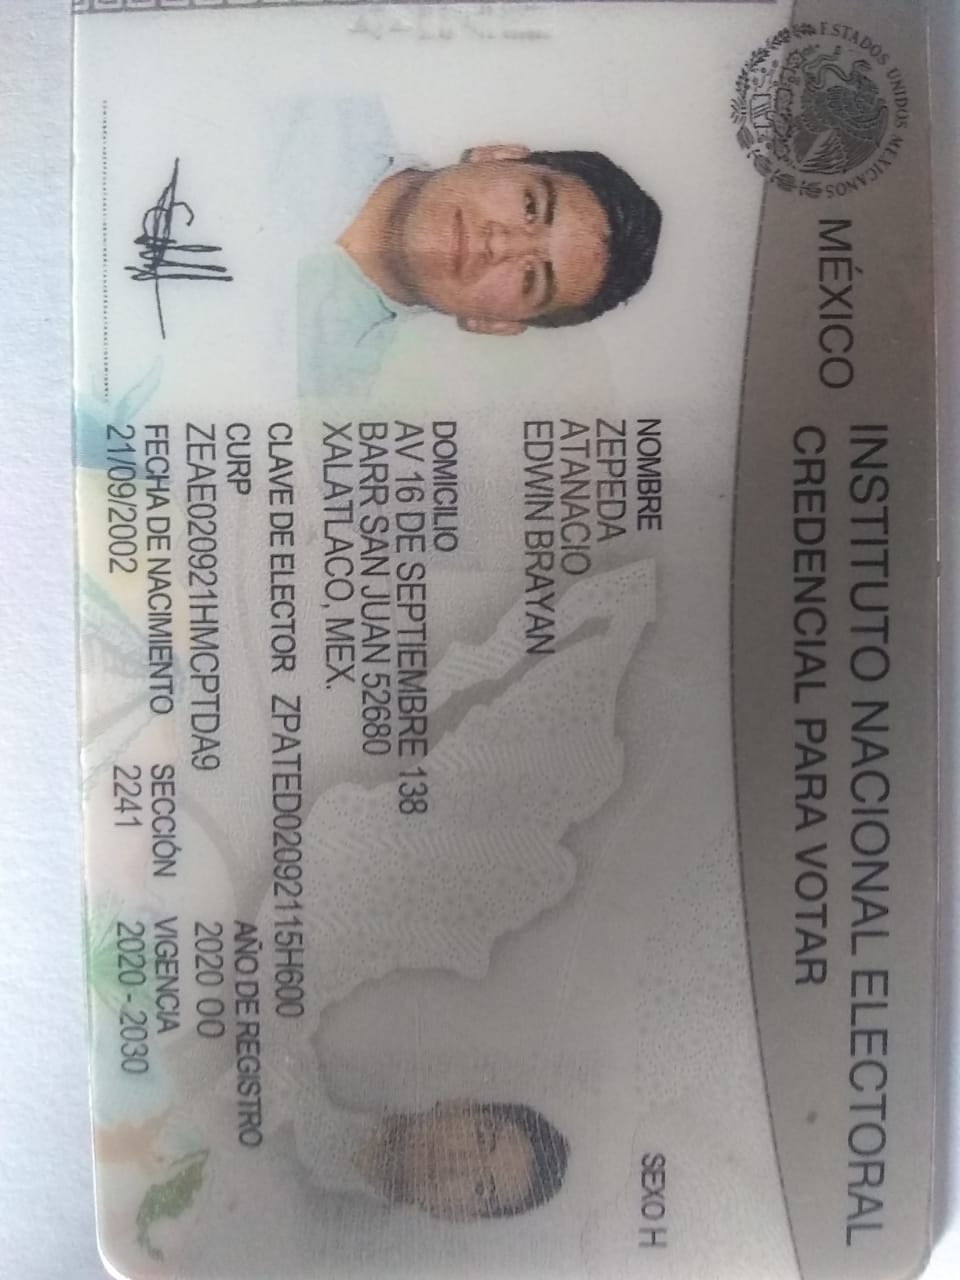 ESTADOS UNIDOS MEXICANOS
MÉXICO
INSTITUTO NACIONAL ELECTORAL
CREDENCIAL PARA VOTAR
NOMBRE
ZEPEDA
ATANACIO
EDWIN BRAYAN
SEXO H
DOMICILIO
AV 16 DE SEPTIEMBRE 138
BARR SAN JUAN 52680
XALATLACO, MEX.
CLAVE DE ELECTOR ZPATED02092115H600
CURP
ZEAE020921HMCPTDA9
AÑO DE REGISTRO
2020 00
FECHA DE NACIMIENTO
21/09/2002
SECCIÓN
2241
VIGENCIA
2020 - 2030